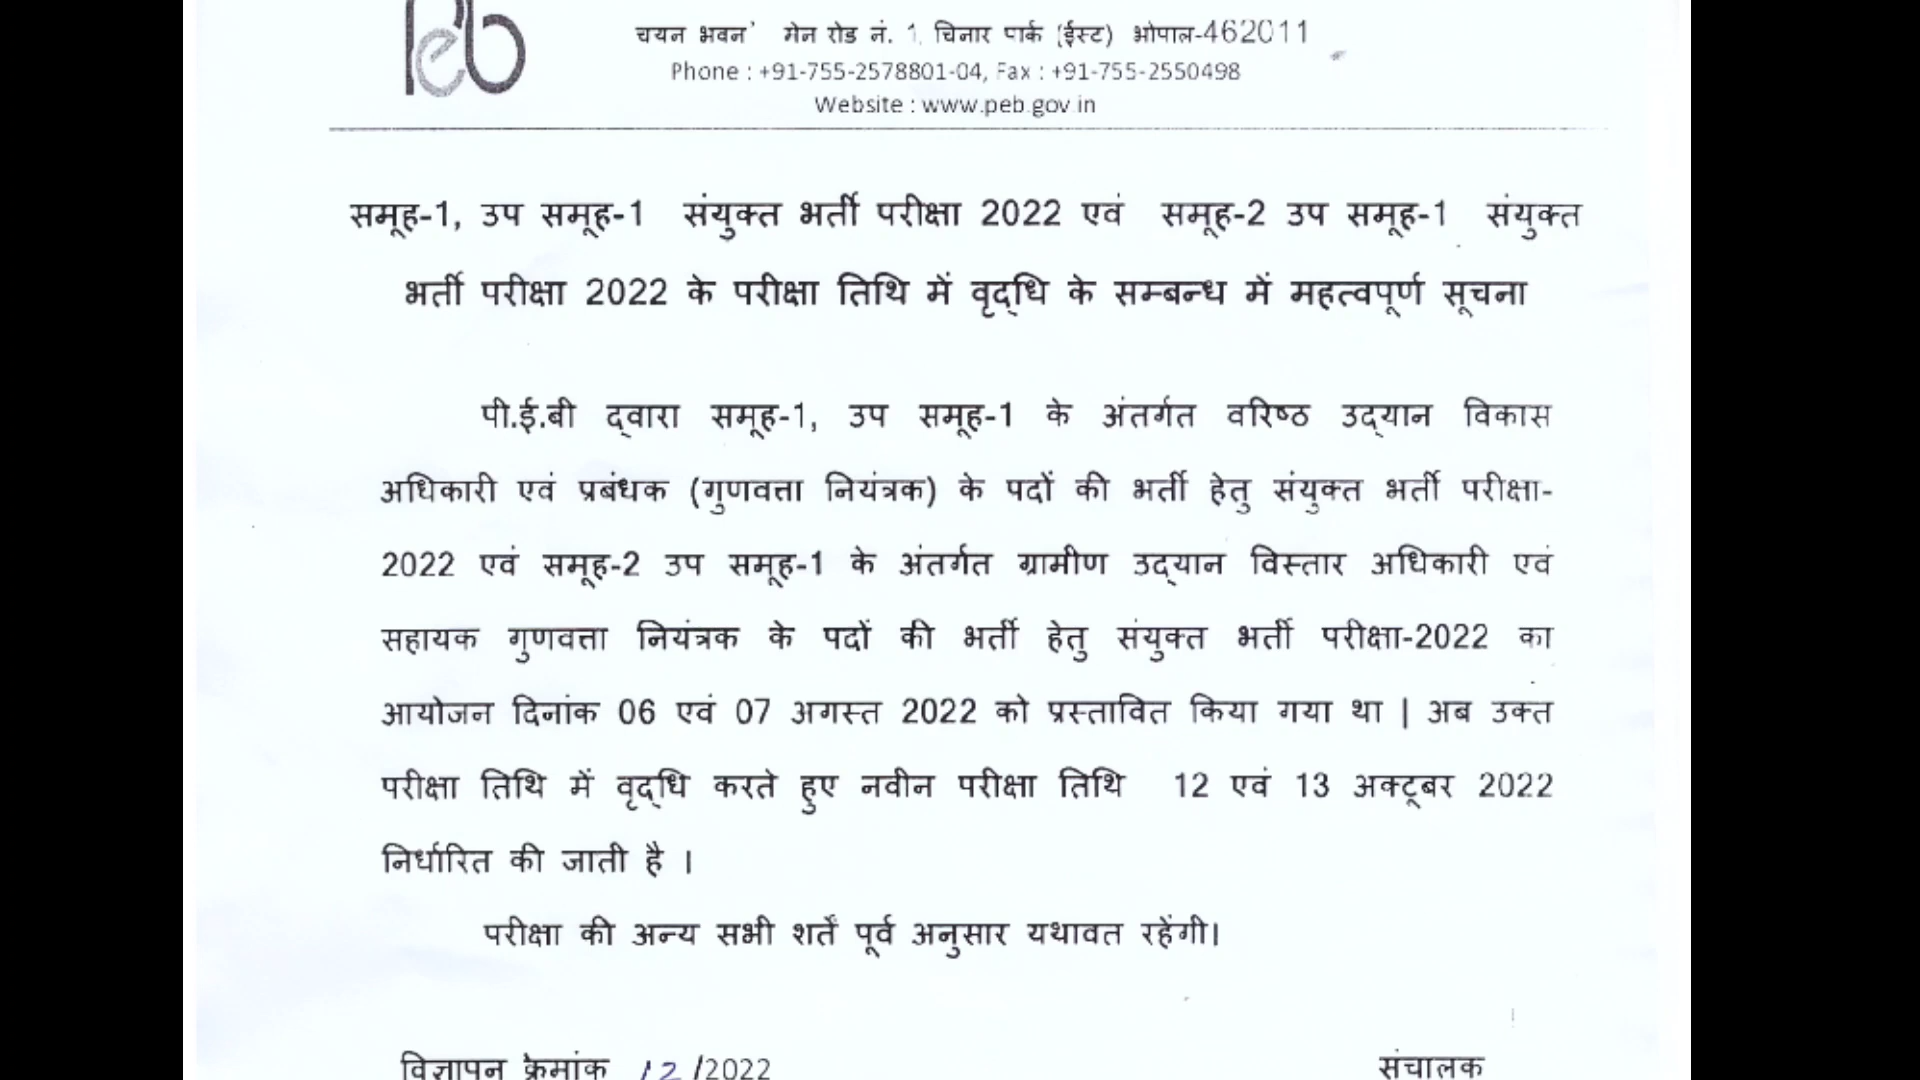 peb
चयन भवन' मेन रोड नं. 1, चिनार पार्क (ईस्ट) भोपाल-462011
Phone : +91-755-2578801-04, Fax : +91-755-2550498
Website : www.peb.gov.in
समूह-1, उप समूह-1 संयुक्त भर्ती परीक्षा 2022 एवं समूह-2 उप समूह-1 संयुक्त
भर्ती परीक्षा 2022 के परीक्षा तिथि में वृद्धि के सम्बन्ध में महत्वपूर्ण सूचना
पी.ई.बी द्वारा समूह-1, उप समूह-1 के अंतर्गत वरिष्ठ उद्यान विकास
अधिकारी एवं प्रबंधक (गुणवत्ता नियंत्रक) के पदों की भर्ती हेतु संयुक्त भर्ती परीक्षा-
2022 एवं समूह-2 उप समूह-1 के अंतर्गत ग्रामीण उद्यान विस्तार अधिकारी एवं
सहायक गुणवत्ता नियंत्रक के पदों की भर्ती हेतु संयुक्त भर्ती परीक्षा-2022 का
आयोजन दिनांक 06 एवं 07 अगस्त 2022 को प्रस्तावित किया गया था | अब उक्त
परीक्षा तिथि में वृद्धि करते हुए नवीन परीक्षा तिथि 12 एवं 13 अक्टूबर 2022
निर्धारित की जाती है ।
परीक्षा की अन्य सभी शर्तें पूर्व अनुसार यथावत रहेंगी।
विज्ञापन क्रेमांक 12/2022 संचालक